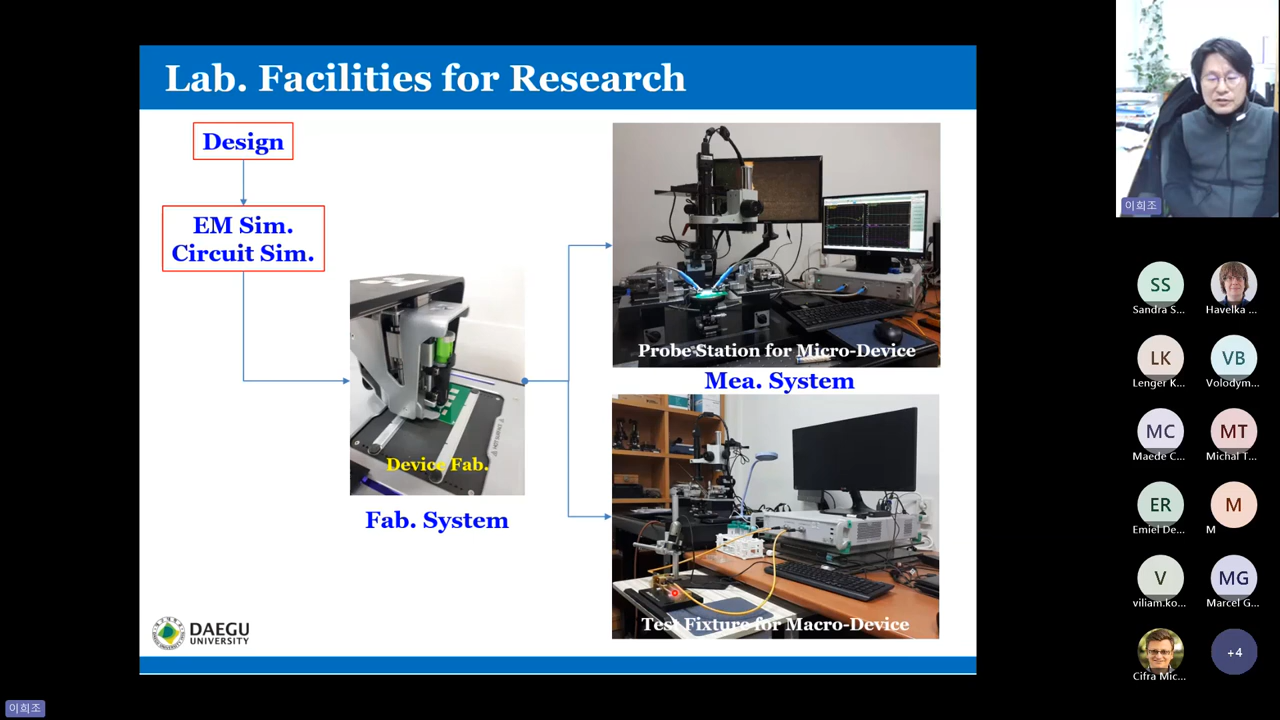 Lab. Facilities for Research
Design
EM Sim.
Circuit Sim.
Device Fab.
Fab. System
Probe Station for Micro-Device
Mea. System
Test Fixture for Macro-Device
DAEGU
UNIVERSITY
이희조
SS
Sandra S...
Havelka ...
LK
Lenger K...
VB
Volodym...
MC
Maede C...
MT
Michal T...
ER
Emiel De...
M
M
V
viliam.ko...
MG
Marcel G...
Cifra Mic...
+4
이희조